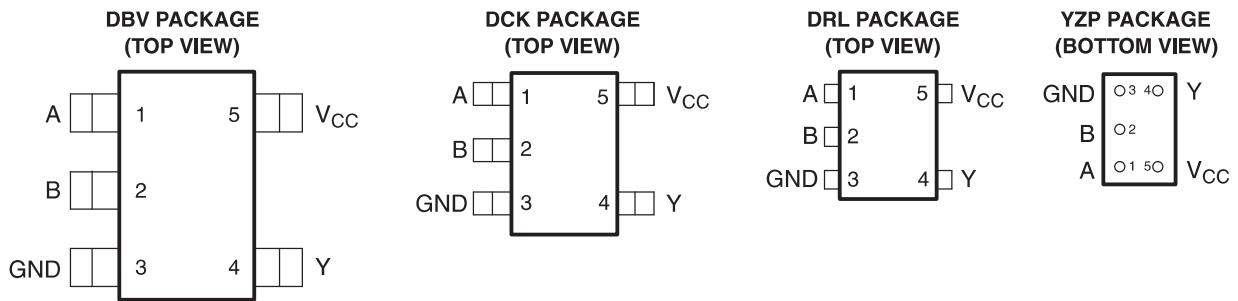 DBV PACKAGE
(TOP VIEW)
A 1 5 VCC
B 2
GND 3 4 Y
DCK PACKAGE
(TOP VIEW)
A 1 5 VCC
B 2
GND 3 4 Y
DRL PACKAGE
(TOP VIEW)
A 1 5 VCC
B 2
GND 3 4 Y
YZP PACKAGE
(BOTTOM VIEW)
GND 3 4 Y
B 2
A 1 5 VCC